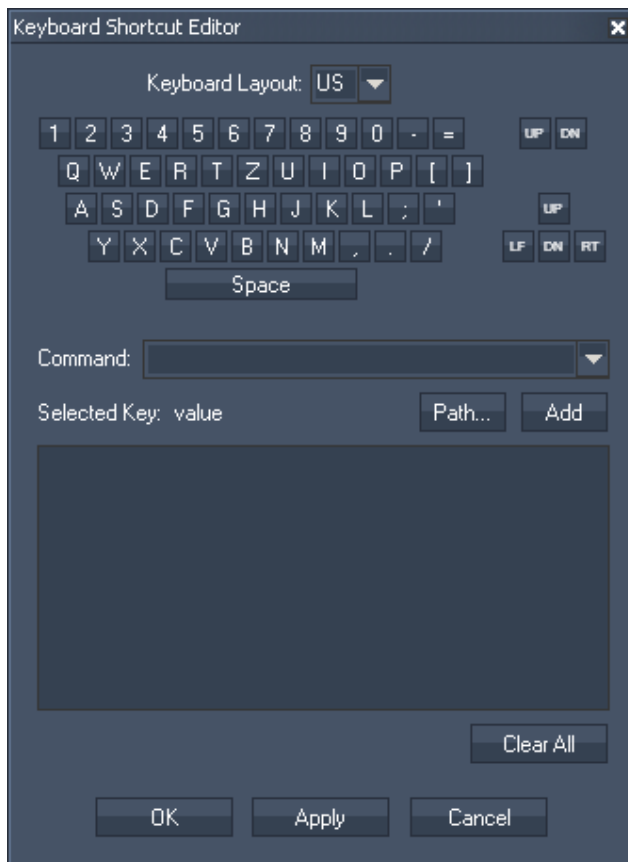 Keyboard Shortcut Editor
Keyboard Layout: US
1 2 3 4 5 6 7 8 9 0 - = UP DN
Q W E R T Z U I O P [ ]
A S D F G H J K L ; ' UP
Y X C V B N M , . / LF DN RT
Space
Command:
Selected Key: value Path... Add
Clear All
OK Apply Cancel